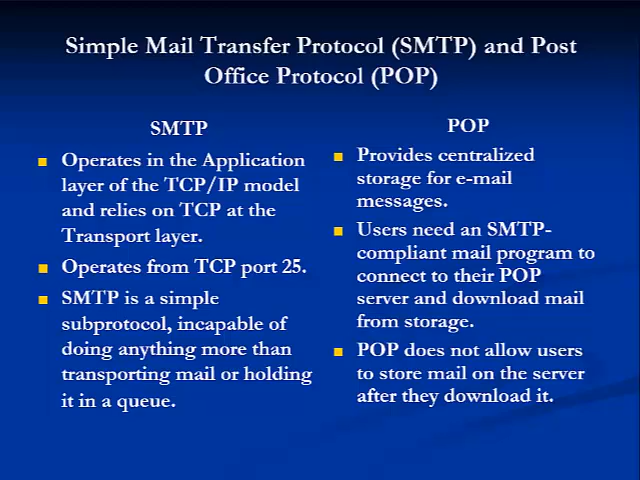 Simple Mail Transfer Protocol (SMTP) and Post
Office Protocol (POP)
SMTP
Operates in the Application
layer of the TCP/IP model
and relies on TCP at the
Transport layer.
Operates from TCP port 25.
SMTP is a simple
subprotocol, incapable of
doing anything more than
transporting mail or holding
it in a queue.
POP
Provides centralized
storage for e-mail
messages.
Users need an SMTP-
compliant mail program to
connect to their POP
server and download mail
from storage.
POP does not allow users
to store mail on the server
after they download it.